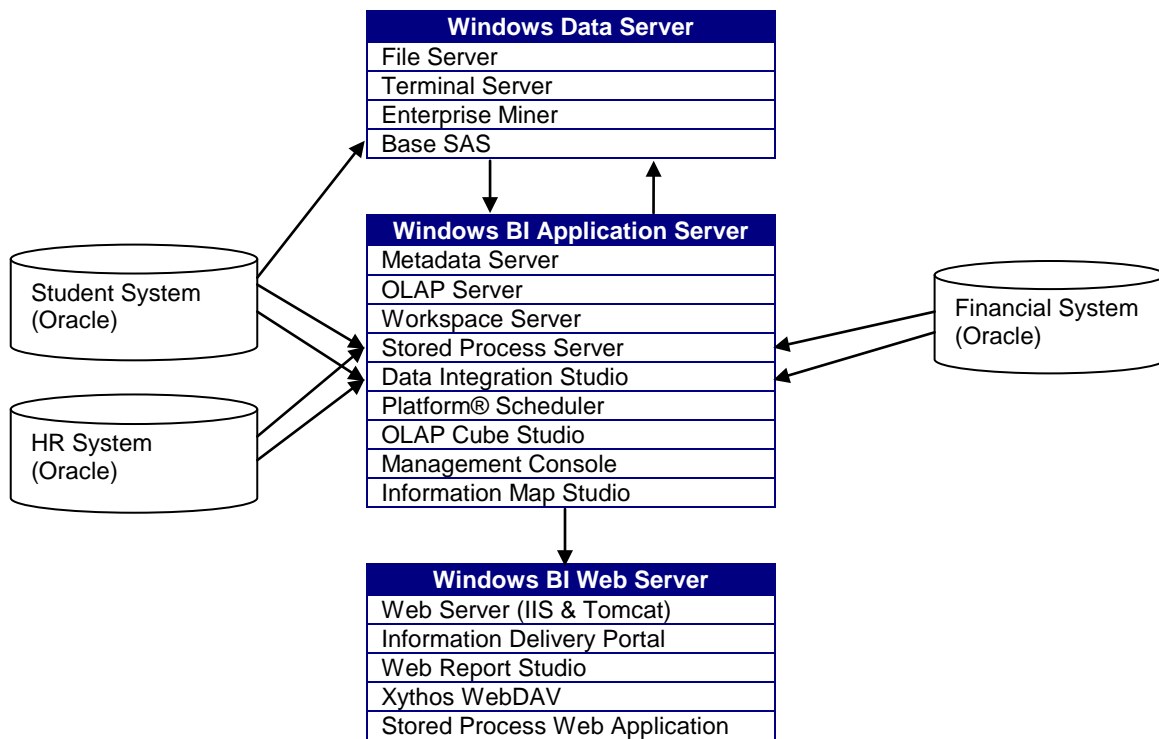 Windows Data Server
File Server
Terminal Server
Enterprise Miner
Base SAS
Windows BI Application Server
Metadata Server
OLAP Server
Workspace Server
Stored Process Server
Data Integration Studio
Platform® Scheduler
OLAP Cube Studio
Management Console
Information Map Studio
Student System
(Oracle)
HR System
(Oracle)
Financial System
(Oracle)
Windows BI Web Server
Web Server (IIS & Tomcat)
Information Delivery Portal
Web Report Studio
Xythos WebDAV
Stored Process Web Application